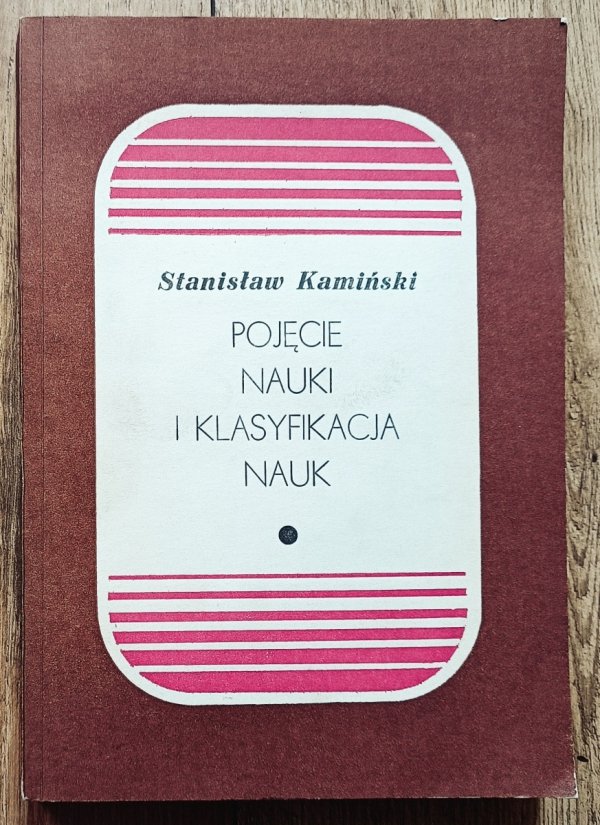 Stanisław Kamiński
POJĘCIE
NAUKI
I KLASYFIKACJA
NAUK